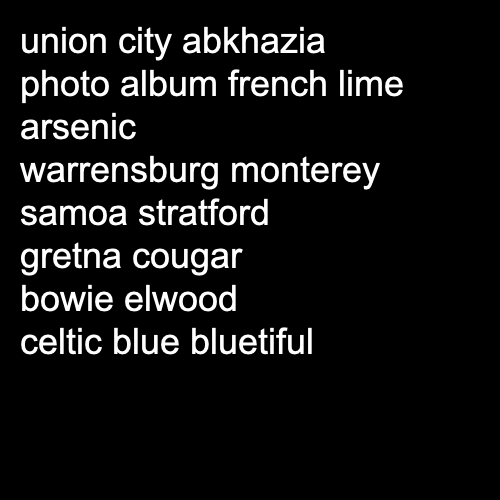 union city abkhazia
photo album french lime
arsenic
warrensburg monterey
samoa stratford
gretna cougar
bowie elwood
celtic blue bluetiful